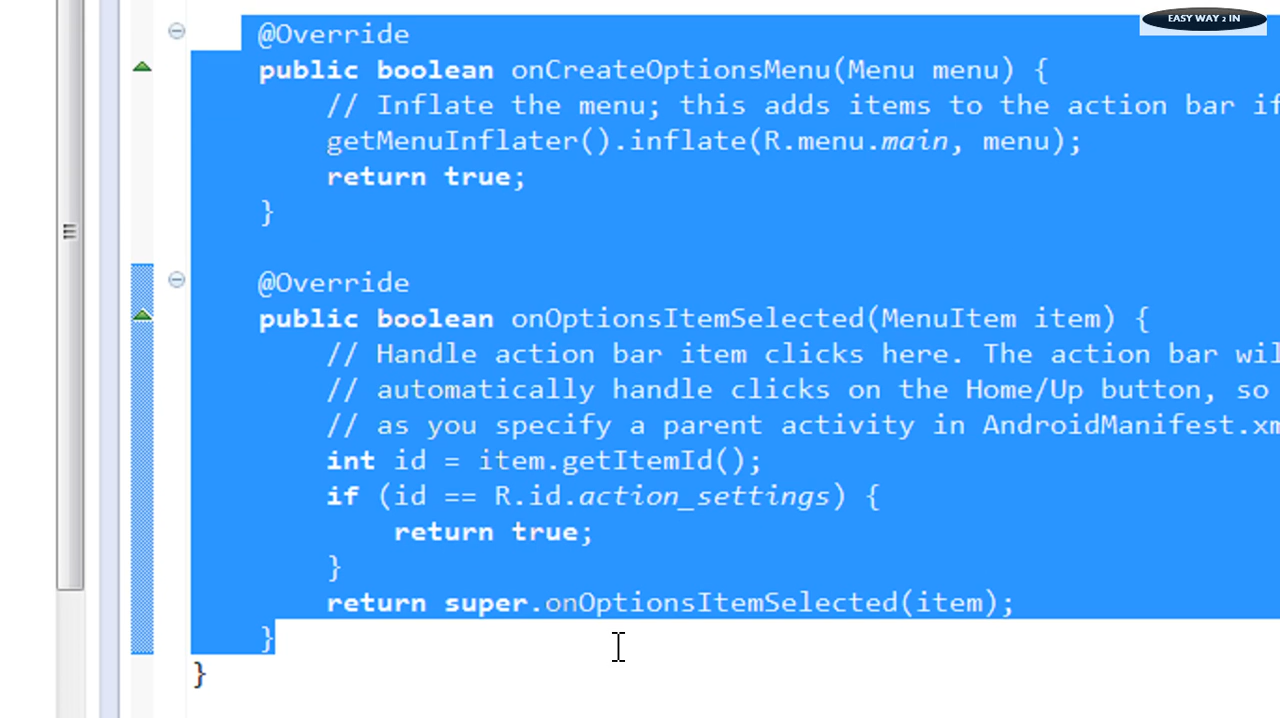 EASY WAY 2 IN
@Override
public boolean onCreateOptionsMenu(Menu menu) {
// Inflate the menu; this adds items to the action bar if
getMenuInflater().inflate(R.menu.main, menu);
return true;
}
@Override
public boolean onOptionsItemSelected(MenuItem item) {
// Handle action bar item clicks here. The action bar wil
// automatically handle clicks on the Home/Up button, so
// as you specify a parent activity in AndroidManifest.xm
int id = item.getItemId();
if (id == R.id.action_settings) {
return true;
}
return super.onOptionsItemSelected(item);
}
}